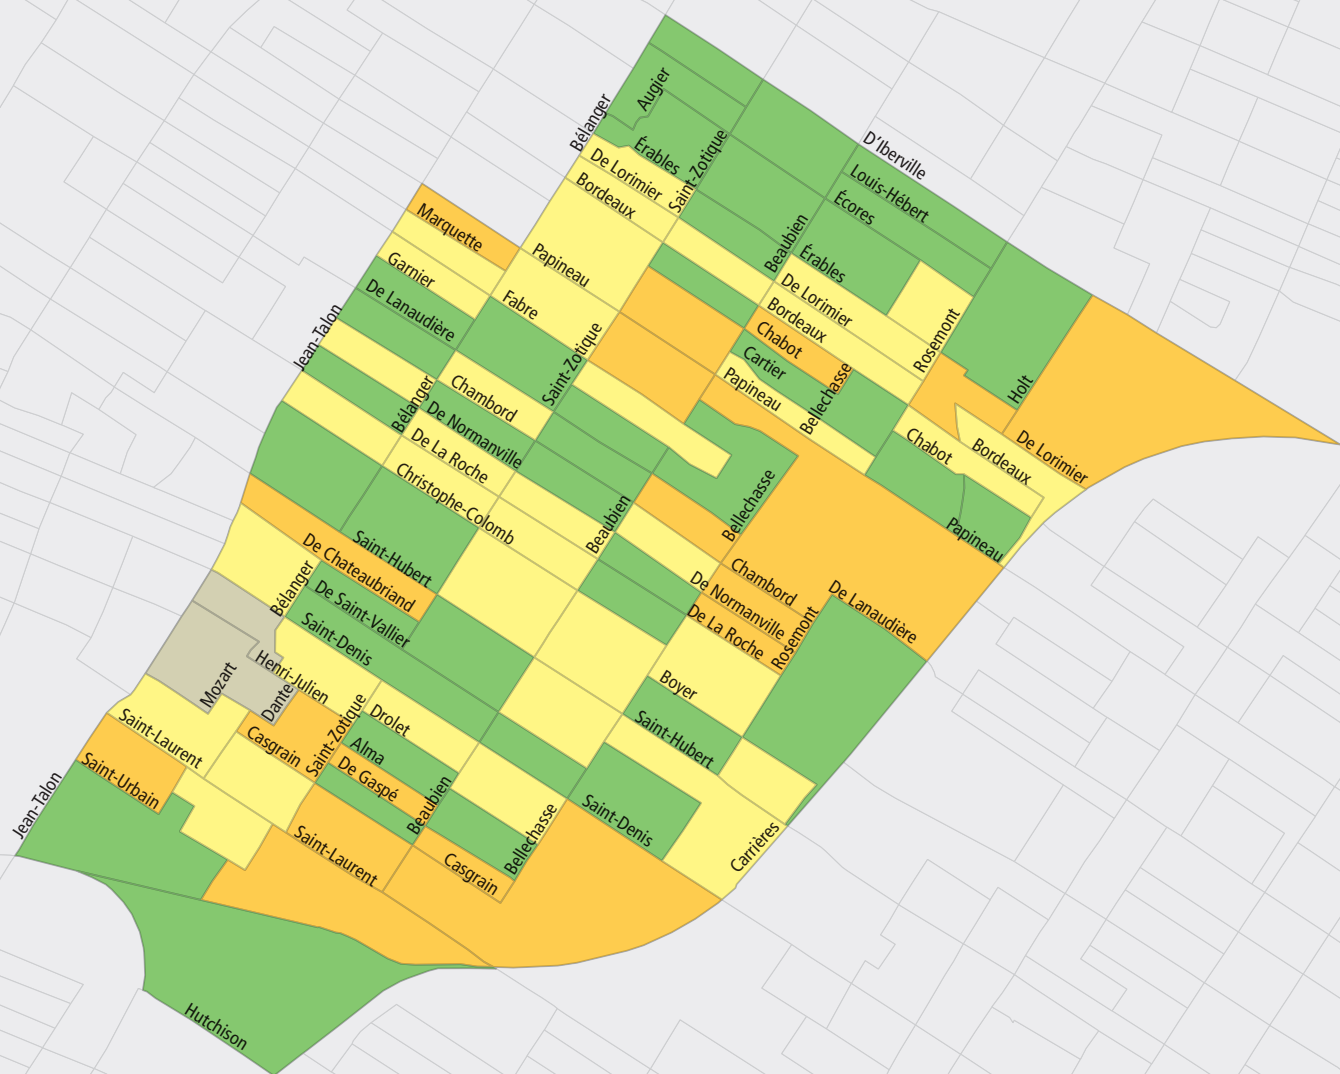 D'Iberville
Augier
Bélanger
Louis-Hébert
Érables
Saint-Zotique
De Lorimier
Écores
Bordeaux
Marquette
Beaubien
Érables
Papineau
Garnier
De Lorimier
Fabre
De Lanaudière
Bordeaux
Jean-Talon
Rosemont
Chabot
Saint-Zotique
Cartier
Bellechasse
Holt
Papineau
Bélanger
Chambord
De Normanville
Chabot
Bordeaux
De Lorimier
De La Roche
Christophe-Colomb
Bellechasse
Beaubien
Papineau
Saint-Hubert
De Chateaubriand
Chambord
De Normanville
De Lanaudière
De La Roche
Rosemont
Bélanger
De Saint-Vallier
Saint-Denis
Boyer
Henri-Julien
Mozart
Dante
Saint-Hubert
Drolet
Saint-Zotique
Saint-Laurent
Casgrain
Alma
De Gaspé
Saint-Urbain
Beaubien
Jean-Talon
Saint-Denis
Bellechasse
Carrières
Saint-Laurent
Casgrain
Hutchison